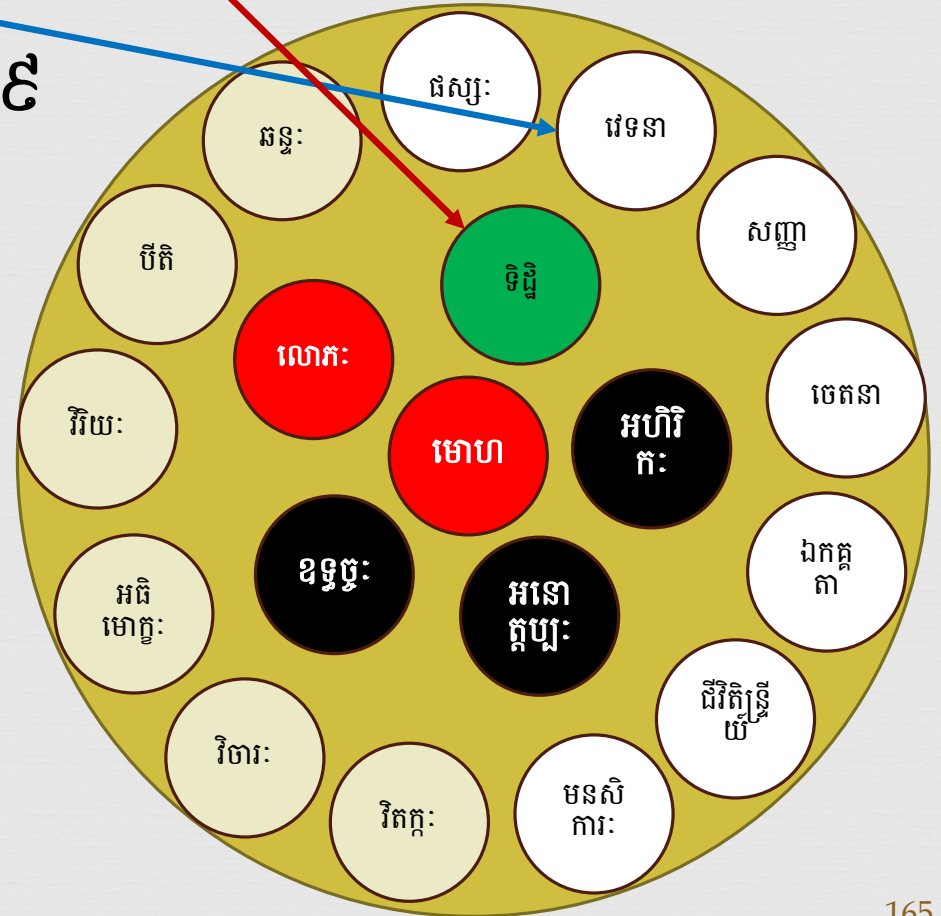 ៩
ផស្សៈ
វេទនា
សញ្ញា
ចេតនា
ឯកគ្គ
តា
ជីវិតិន្ទ្រី
យ៍
មនសិ
ការៈ
វិតក្កៈ
វិចារៈ
អធិ
មោក្ខៈ
វិរិយៈ
បីតិ
ឆន្ទៈ
ទិដ្ឋិ
លោភៈ
មោហ
អហិរិ
កៈ
ឧទ្ធច្ចៈ
អនោ
ត្តប្បៈ
165